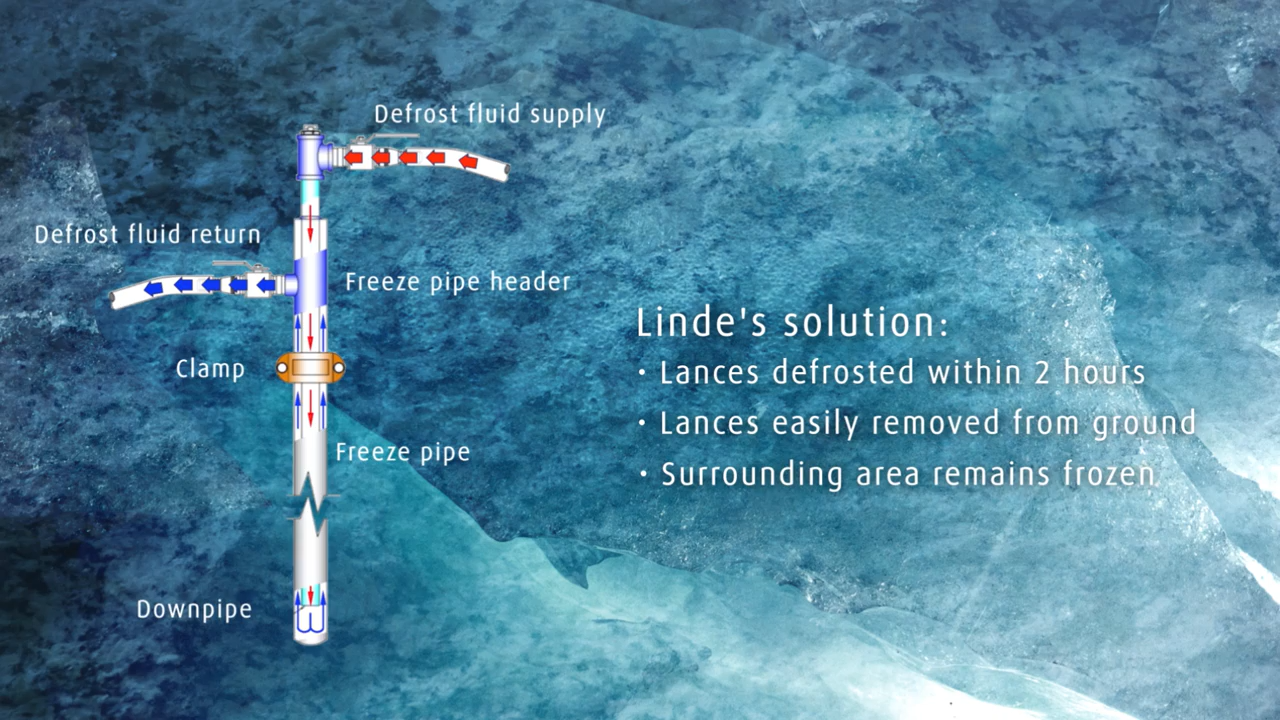 Defrost fluid supply
Defrost fluid return
Freeze pipe header
Clamp
Freeze pipe
Downpipe
Linde's solution:
• Lances defrosted within 2 hours
• Lances easily removed from ground
• Surrounding area remains frozen